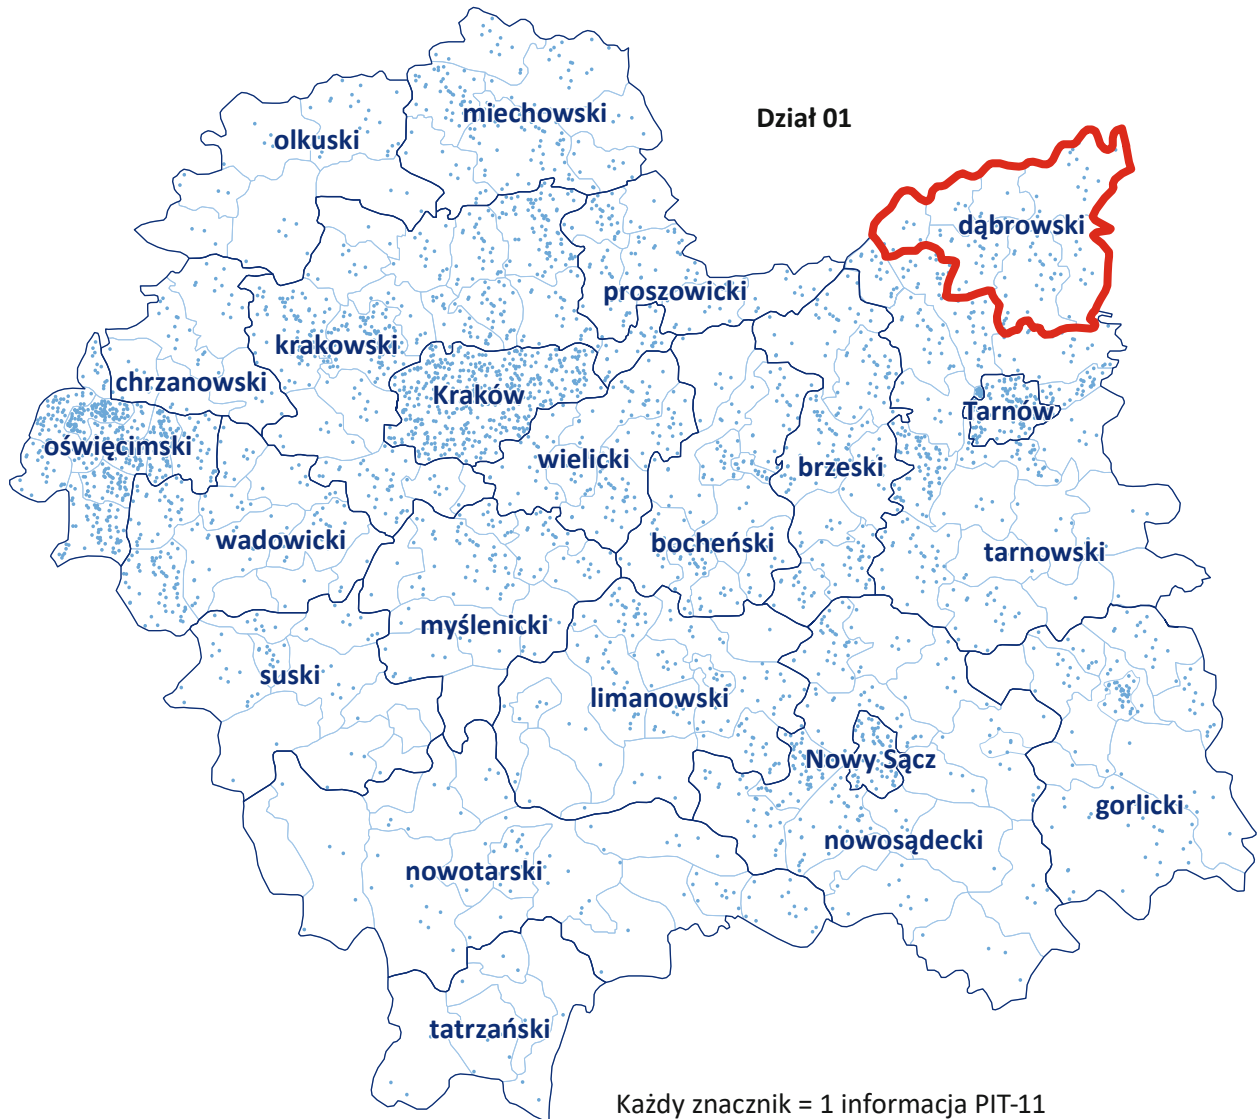 miechowski
Dział 01
olkuski
dąbrowski
proszowicki
krakowski
chrzanowski
Kraków
Tarnów
oświęcimski
wielicki
brzeski
wadowicki
bocheński
tarnowski
myślenicki
suski
limanowski
Nowy Sącz
gorlicki
nowosądecki
nowotarski
tatrzański
Każdy znacznik = 1 informacja PIT-11